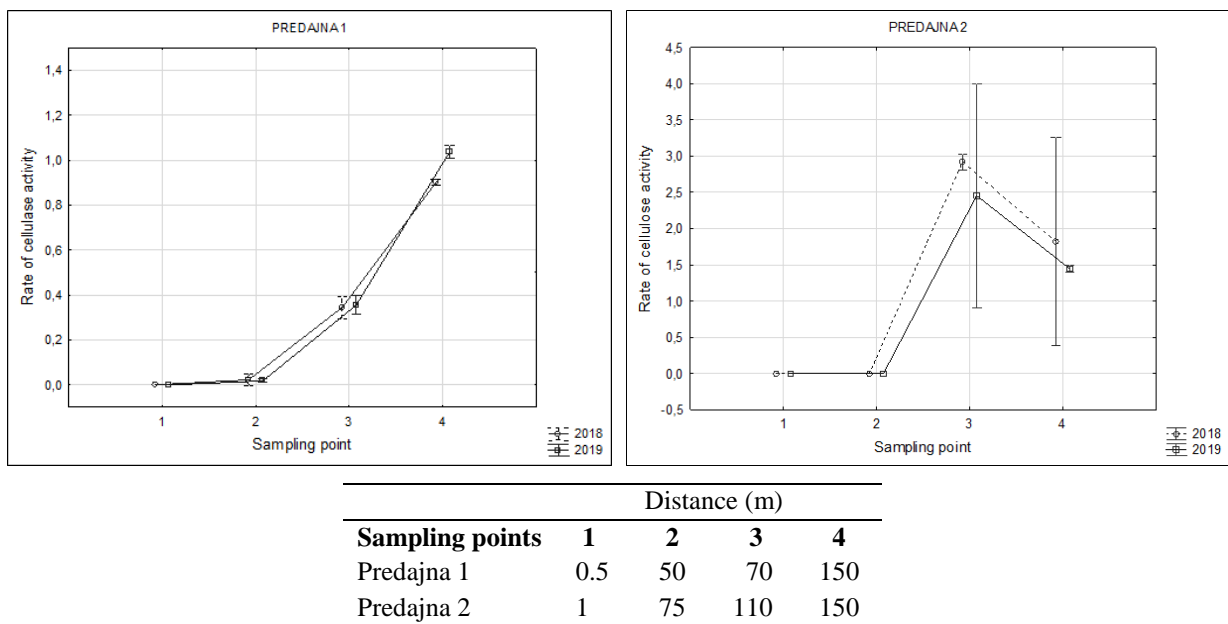 PREDAJNA 1
Rate of cellulase activity
1,4
1,2
1,0
0,8
0,6
0,4
0,2
0,0
1 2 3 4
Sampling point
2018
2019
PREDAJNA 2
Rate of cellulose activity
4,5
4,0
3,5
3,0
2,5
2,0
1,5
1,0
0,5
0,0
-0,5
1 2 3 4
Sampling point
2018
2019
Distance (m)
Sampling points 1 2 3 4
Predajna 1 0.5 50 70 150
Predajna 2 1 75 110 150